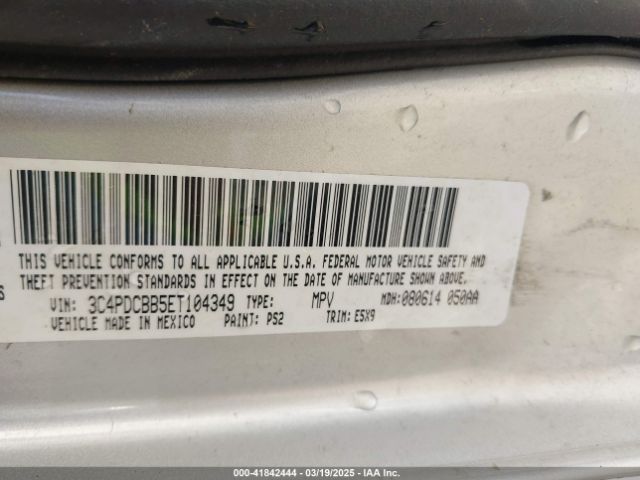 THIS VEHICLE CONFORMS TO ALL APPLICABLE U.S.A. FEDERAL MOTOR VEHICLE SAFETY AND
THEFT PREVENTION STANDARDS IN EFFECT ON THE DATE OF MANUFACTURE SHOWN ABOVE.
VIN: 3C4PDCBB5ET104349 TYPE: MPV MDH:080614 050AA
VEHICLE MADE IN MEXICO PAINT: PS2 TRIM: E5X9
000-41842444 - 03/19/2025 - IAA Inc.